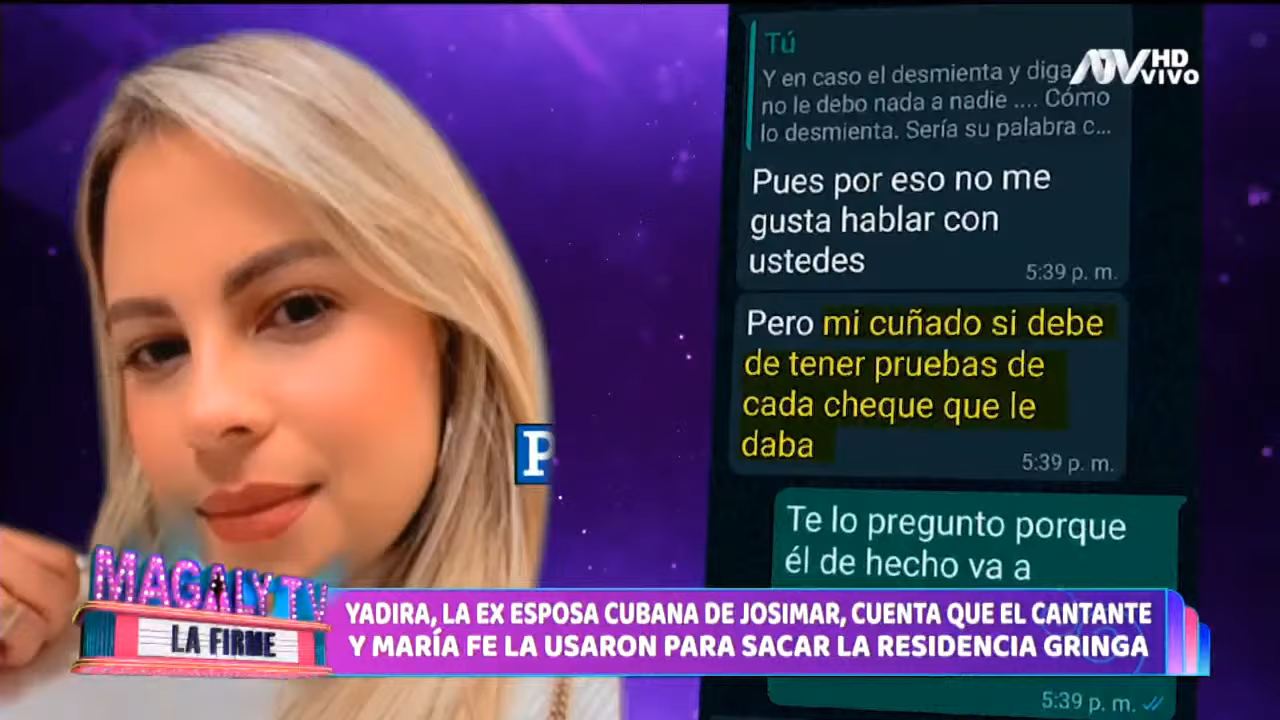 Tú
Y en caso el desmienta y diga
no le debo nada a nadie .... Cómo
lo desmienta. Sería su palabra c...
ATV HD
VIVO
Pues por eso no me
gusta hablar con
ustedes
5:39 p. m.
Pero mi cuñado si debe
de tener pruebas de
cada cheque que le
daba
5:39 p. m.
P
Te lo pregunto porque
él de hecho va a
5:39 p. m.
MAGALY TV
LA FIRME
YADIRA, LA EX ESPOSA CUBANA DE JOSIMAR, CUENTA QUE EL CANTANTE
Y MARÍA FE LA USARON PARA SACAR LA RESIDENCIA GRINGA